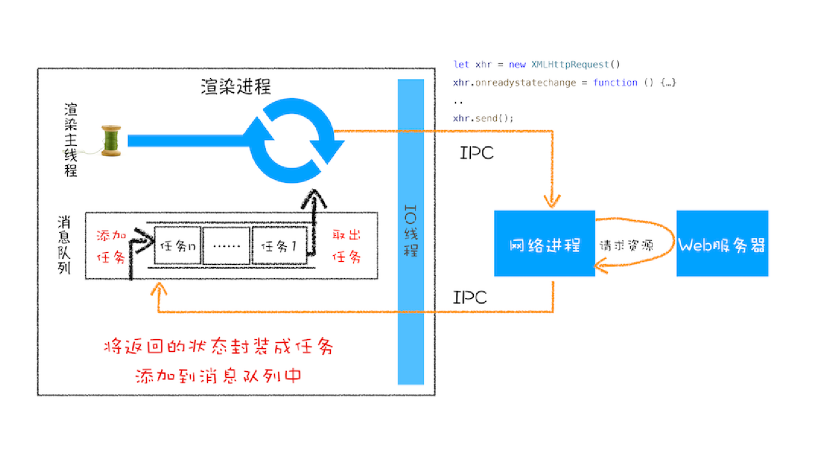 let xhr = new XMLHttpRequest()
xhr.onreadystatechange = function () {…}
..
xhr.send();
渲染进程
渲染主线程
IPC
IO线程
消息队列
添加
任务
任务n
……
任务1
取出
任务
网络进程
请求资源
Web服务器
IPC
将返回的状态封装成任务
添加到消息队列中